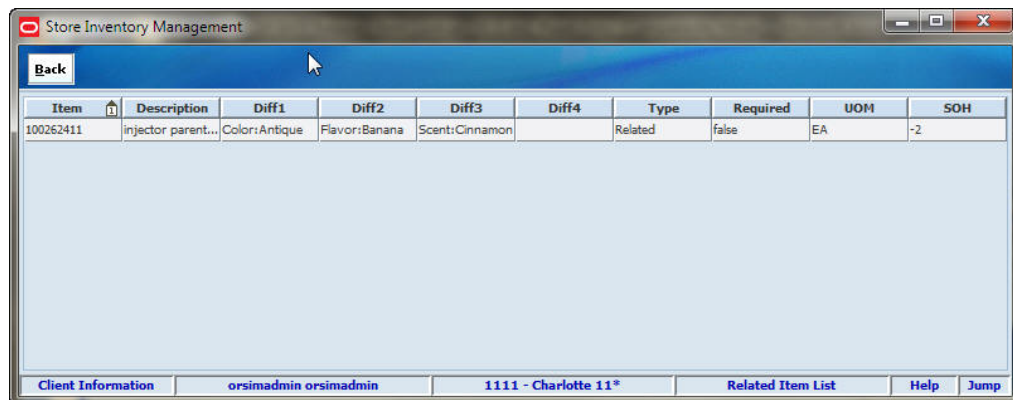 Store Inventory Management
Back
Item 1 Description Diff1 Diff2 Diff3 Diff4 Type Required UOM SOH
100262411 injector parent... Color:Antique Flavor:Banana Scent:Cinnamon Related false EA -2
Client Information orsimadmin orsimadmin 1111 - Charlotte 11* Related Item List Help Jump